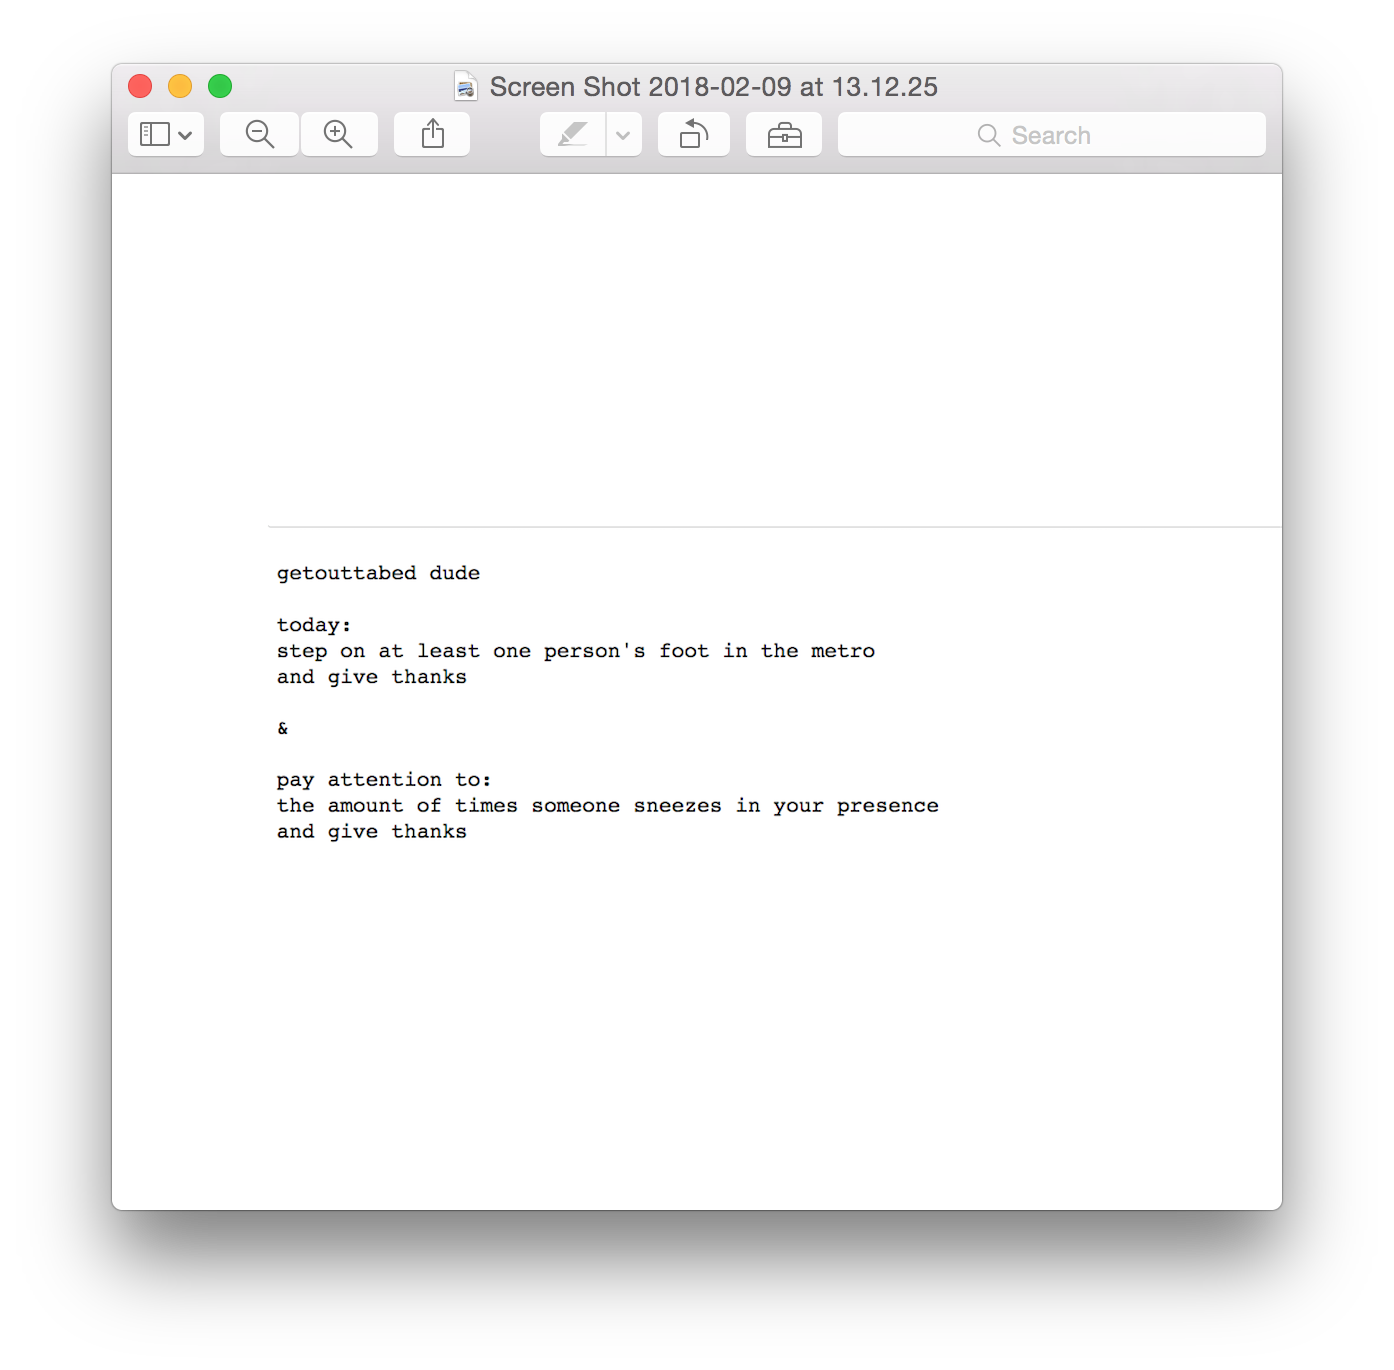 Screen Shot 2018-02-09 at 13.12.25
Search
getouttabed dude
today:
step on at least one person's foot in the metro
and give thanks
&
pay attention to:
the amount of times someone sneezes in your presence
and give thanks